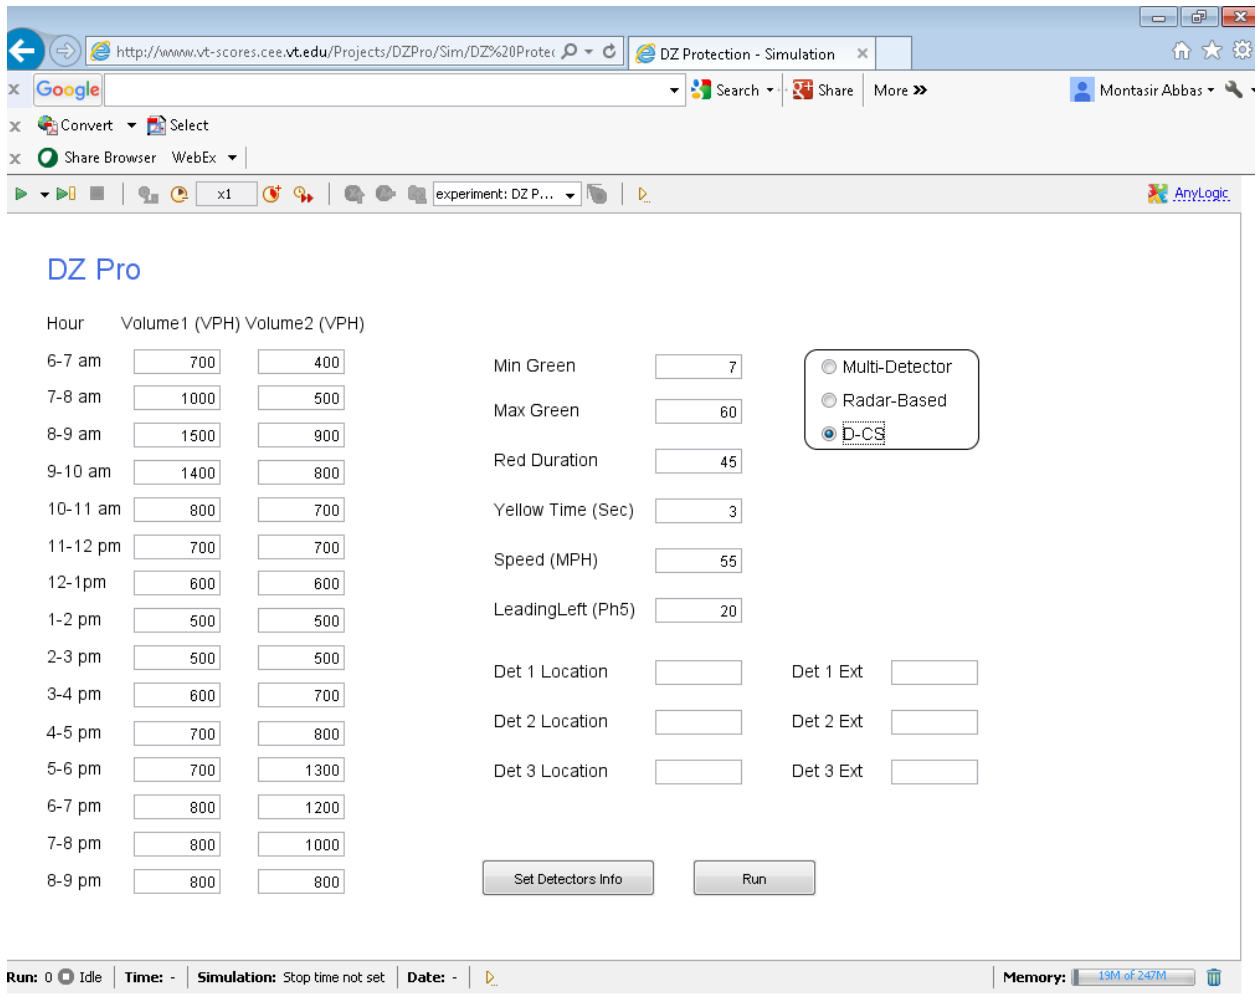 http://www.vt-scores.cee.vt.edu/Projects/DZPro/Sim/DZ%20Protec DZ Protection - Simulation
Google Search Share More Montasir Abbas
Convert Select
Share Browser WebEx
x1 experiment: DZ P... AnyLogic
DZ Pro
Hour Volume1 (VPH) Volume2 (VPH)
6-7 am 700 400 Min Green 7 Multi-Detector
7-8 am 1000 500 Max Green 60 Radar-Based
8-9 am 1500 900 D-CS
9-10 am 1400 800 Red Duration 45
10-11 am 800 700 Yellow Time (Sec) 3
11-12 pm 700 700 Speed (MPH) 55
12-1pm 600 600
1-2 pm 500 500 LeadingLeft (Ph5) 20
2-3 pm 500 500 Det 1 Location Det 1 Ext
3-4 pm 600 700
4-5 pm 700 800 Det 2 Location Det 2 Ext
5-6 pm 700 1300 Det 3 Location Det 3 Ext
6-7 pm 800 1200
7-8 pm 800 1000
8-9 pm 800 800 Set Detectors Info Run
Run: 0 Idle Time: - Simulation: Stop time not set Date: - Memory: 19M of 247M